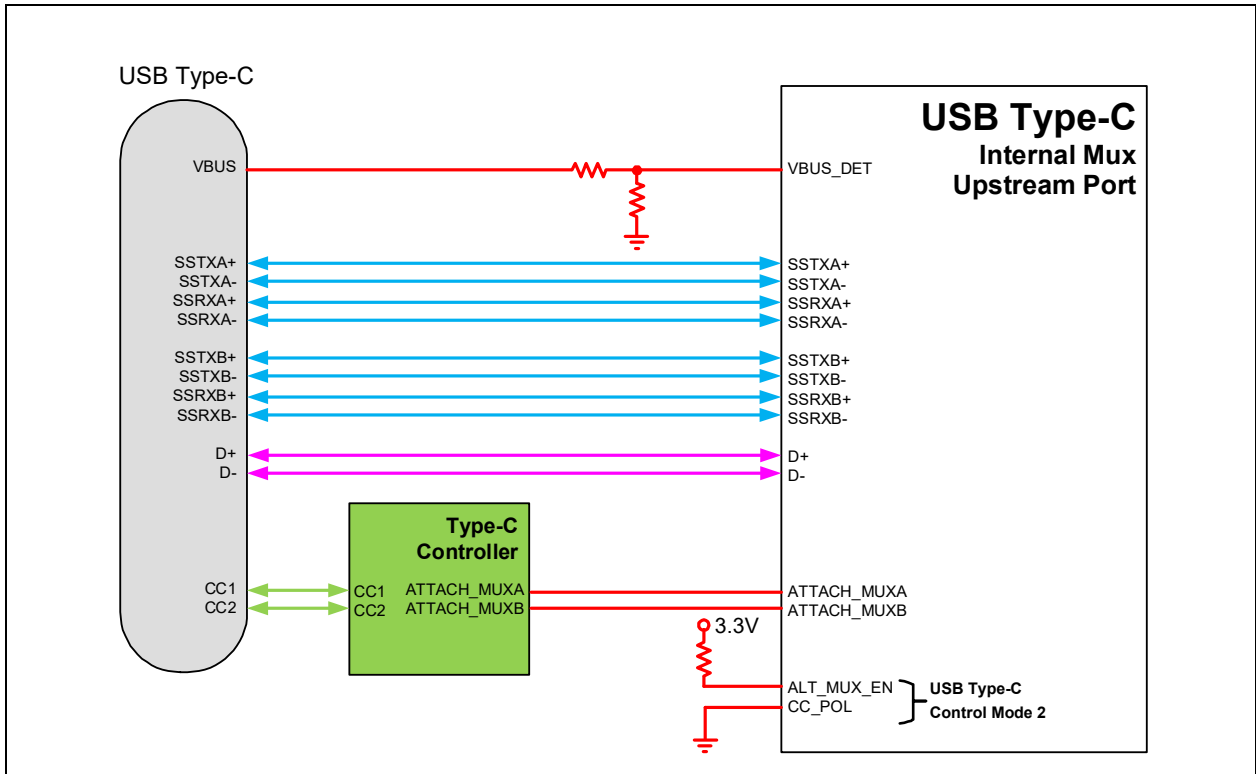 USB Type-C
VBUS
SSTXA+
SSTXA-
SSRXA+
SSRXA-
SSTXB+
SSTXB-
SSRXB+
SSRXB-
D+
D-
CC1
CC2
Type-C
Controller
CC1
CC2
ATTACH_MUXA
ATTACH_MUXB
3.3V
USB Type-C
Internal Mux
Upstream Port
VBUS_DET
SSTXA+
SSTXA-
SSRXA+
SSRXA-
SSTXB+
SSTXB-
SSRXB+
SSRXB-
D+
D-
ATTACH_MUXA
ATTACH_MUXB
ALT_MUX_EN
CC_POL
USB Type-C
Control Mode 2